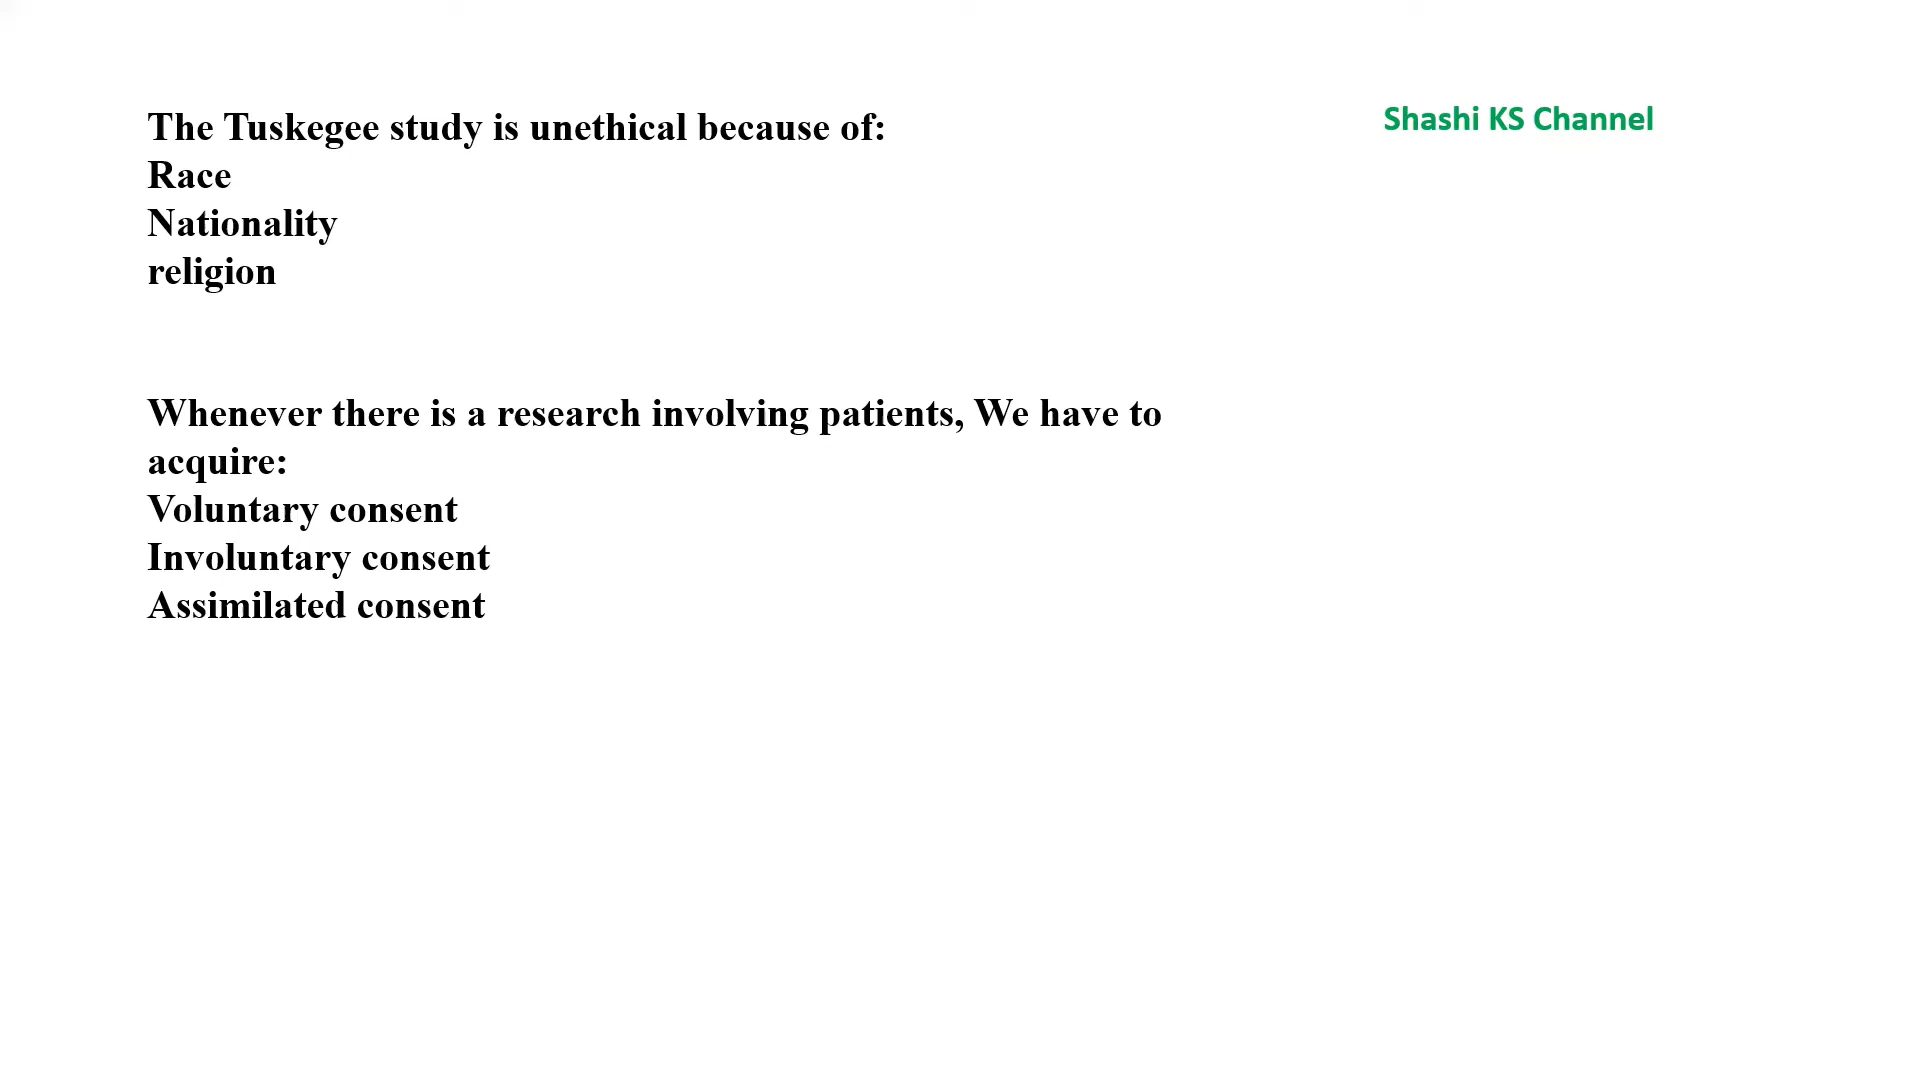 The Tuskegee study is unethical because of:
Shashi KS Channel
Race
Nationality
religion
Whenever there is a research involving patients, We have to
acquire:
Voluntary consent
Involuntary consent
Assimilated consent